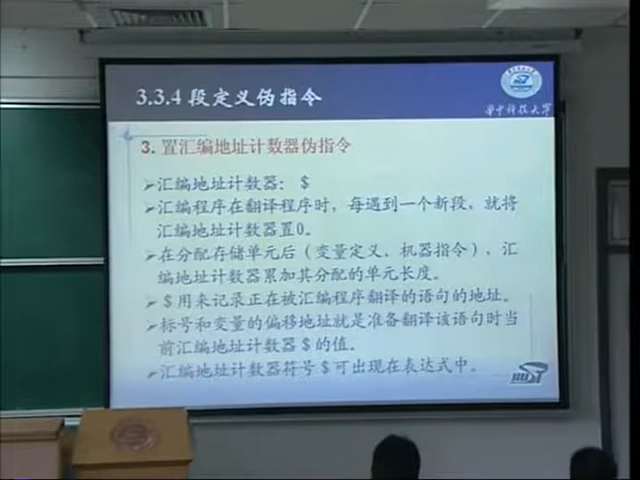 3.3.4 段定义伪指令
华中科技大学
3. 置汇编地址计数器伪指令
➢汇编地址计数器： $
➢汇编程序在翻译程序时，每遇到一个新段，就将
汇编地址计数器置0。
➢在分配存储单元后（变量定义、机器指令），汇
编地址计数器累加其分配的单元长度。
➢$用来记录正在被汇编程序翻译的语句的地址。
➢标号和变量的偏移地址就是准备翻译该语句时当
前汇编地址计数器$的值。
➢汇编地址计数器符号$可出现在表达式中.